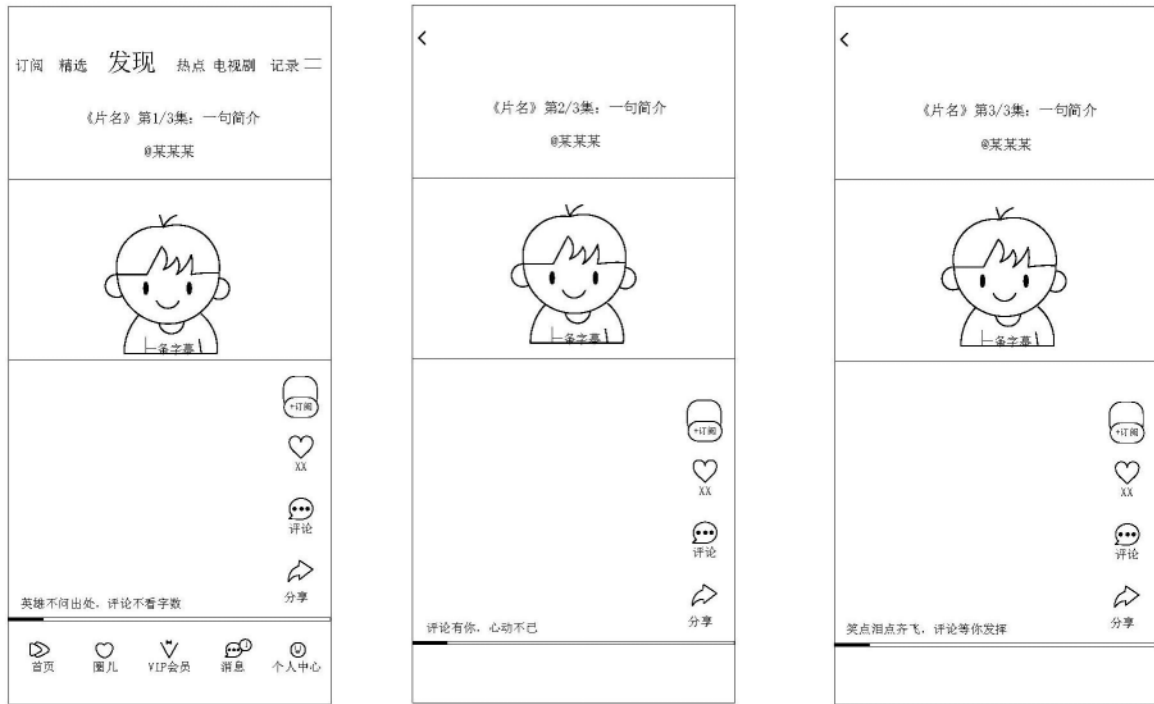 订阅 精选 发现 热点 电视剧 记录
《片名》第1/3集：一句简介
@某某某
一条字幕
+订阅
XX
评论
分享
英雄不问出处，评论不看字数
首页 圈儿 VIP会员 消息 个人中心
1
《片名》第2/3集：一句简介
@某某某
一条字幕
+订阅
XX
评论
分享
评论有你，心动不已
《片名》第3/3集：一句简介
@某某某
一条字幕
+订阅
XX
评论
分享
笑点泪点齐飞，评论等你发挥